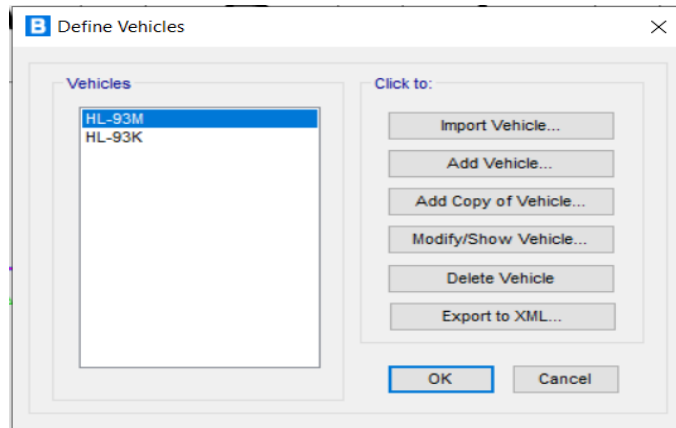 B Define Vehicles
Vehicles
HL-93M
HL-93K
Click to:
Import Vehicle...
Add Vehicle...
Add Copy of Vehicle...
Modify/Show Vehicle...
Delete Vehicle
Export to XML...
OK
Cancel